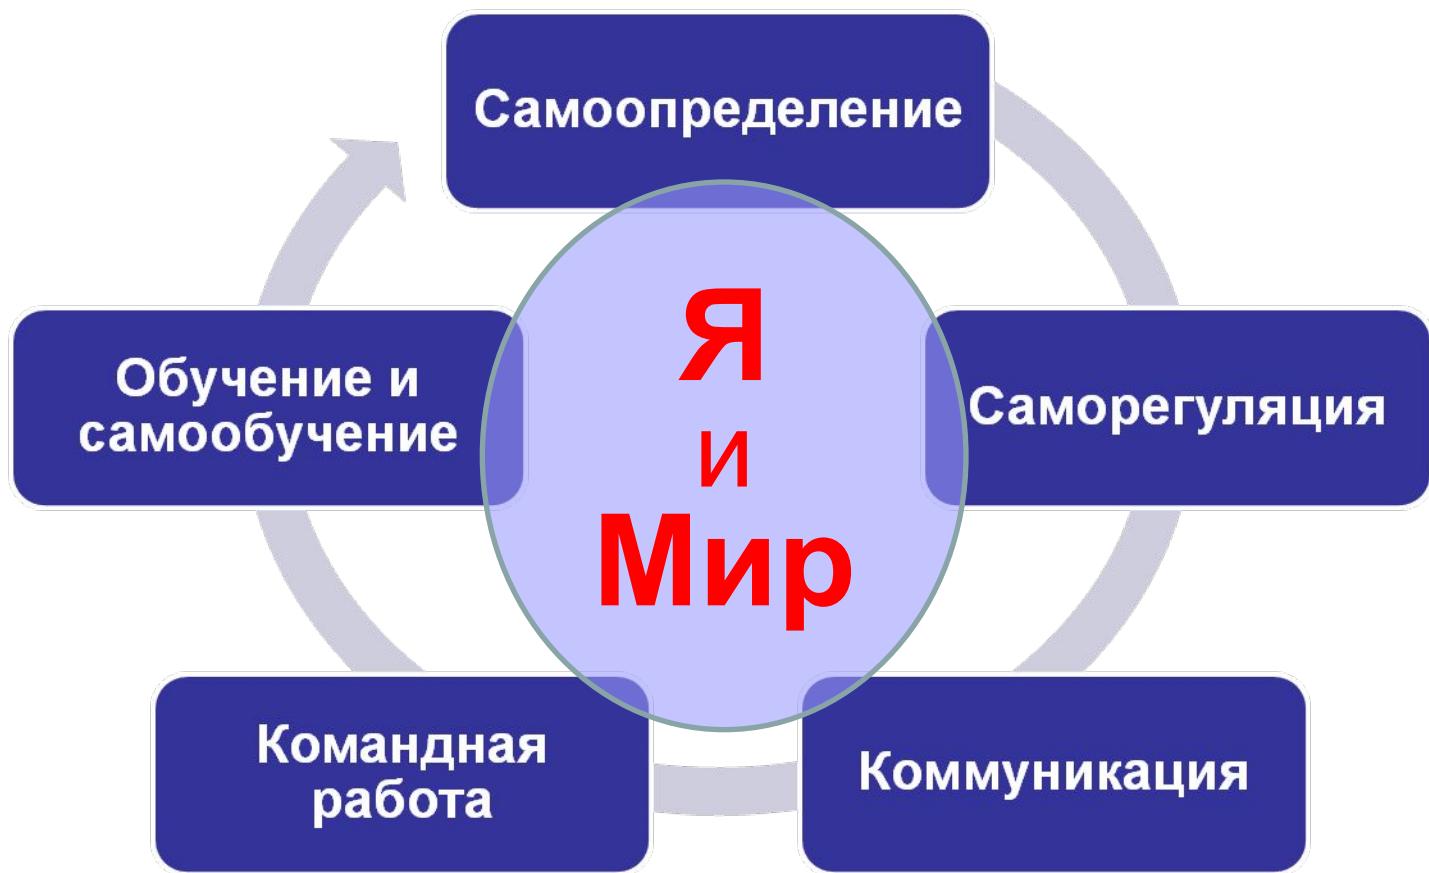 Самоопределение
Я
и
Мир
Обучение и
самообучение
Саморегуляция
Командная
работа
Коммуникация